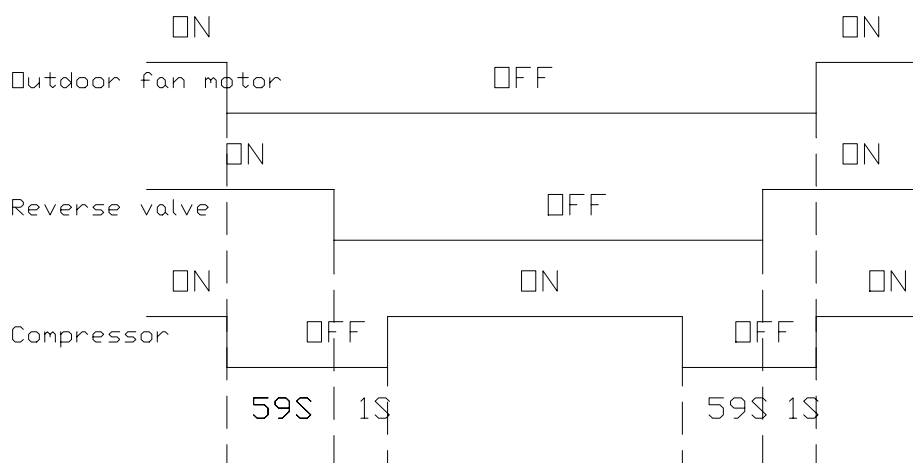 ON ON
Outdoor fan motor OFF
ON ON
Reverse valve OFF
ON ON ON
Compressor OFF OFF
59S 1S 59S 1S